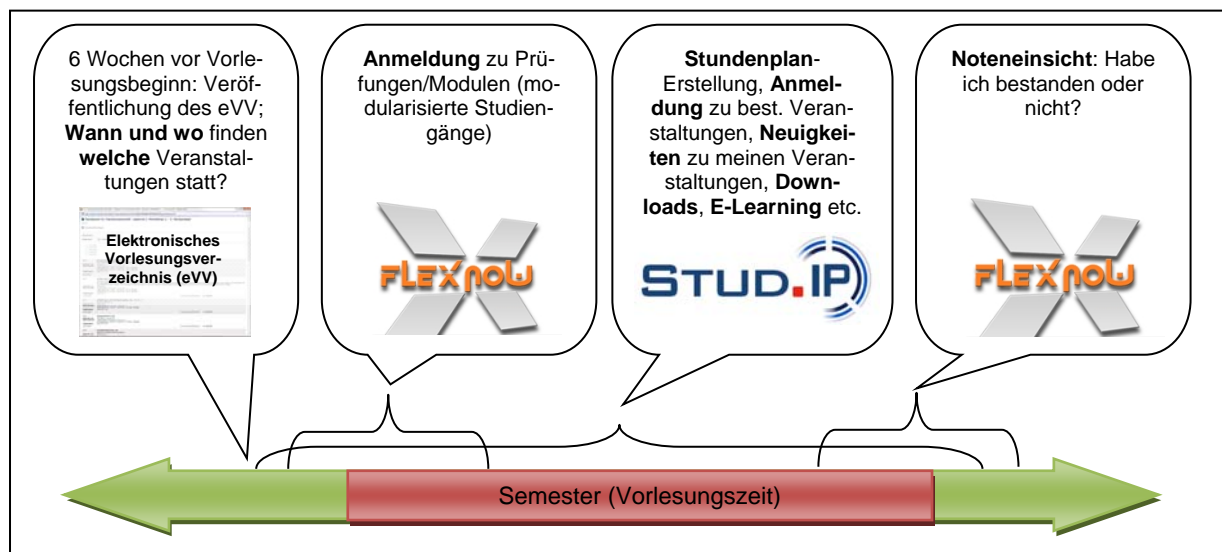 6 Wochen vor Vorle-
sungsbeginn: Veröf-
fentlichung des eVV;
Wann und wo finden
welche Veranstal-
tungen statt?
Elektronisches
Vorlesungsver-
zeichnis (eVV)
Anmeldung zu Prü-
fungen/Modulen (mo-
dularisierte Studien-
gänge)
FLEXNOW
Stundenplan-
Erstellung, Anmel-
dung zu best. Veran-
staltungen, Neuigkei-
ten zu meinen Veran-
staltungen, Down-
loads, E-Learning etc.
STUD.IP
Noteneinsicht: Habe
ich bestanden oder
nicht?
FLEXNOW
Semester (Vorlesungszeit)